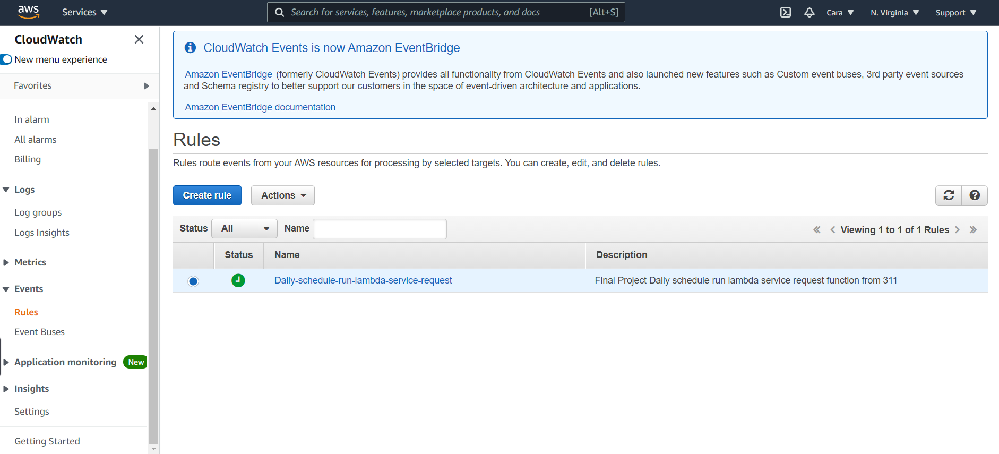 aws Services Search for services, features, marketplace products, and docs [Alt+S] Cara N. Virginia Support
CloudWatch
New menu experience
Favorites
In alarm
All alarms
Billing
Logs
Log groups
Logs Insights
Metrics
Events
Rules
Event Buses
Application monitoring New
Insights
Settings
Getting Started
CloudWatch Events is now Amazon EventBridge
Amazon EventBridge (formerly CloudWatch Events) provides all functionality from CloudWatch Events and also launched new features such as Custom event buses, 3rd party event sources
and Schema registry to better support our customers in the space of event-driven architecture and applications.
Amazon EventBridge documentation
Rules
Rules route events from your AWS resources for processing by selected targets. You can create, edit, and delete rules.
Create rule Actions
Status All Name Viewing 1 to 1 of 1 Rules
Status Name Description
Daily-schedule-run-lambda-service-request Final Project Daily schedule run lambda service request function from 311